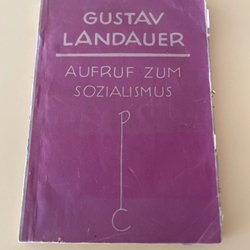 GUSTAV
LANDAUER
AUFRUF ZUM
SOZIALISMUS
P
C